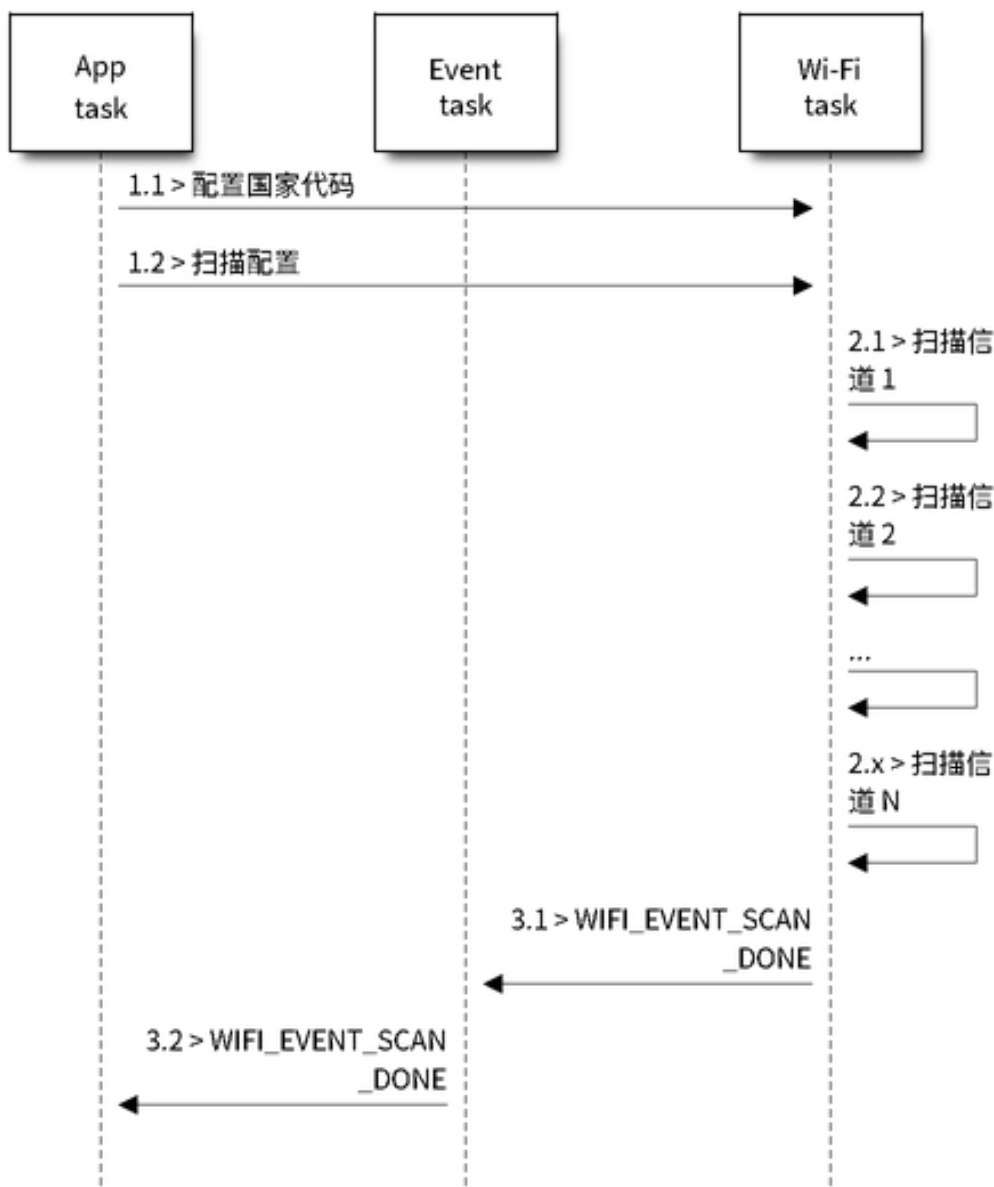 App
task
Event
task
Wi-Fi
task
1.1 > 配置国家代码
1.2 > 扫描配置
2.1 > 扫描信
道 1
2.2 > 扫描信
道 2
...
2.x > 扫描信
道 N
3.1 > WIFI_EVENT_SCAN
_DONE
3.2 > WIFI_EVENT_SCAN
_DONE